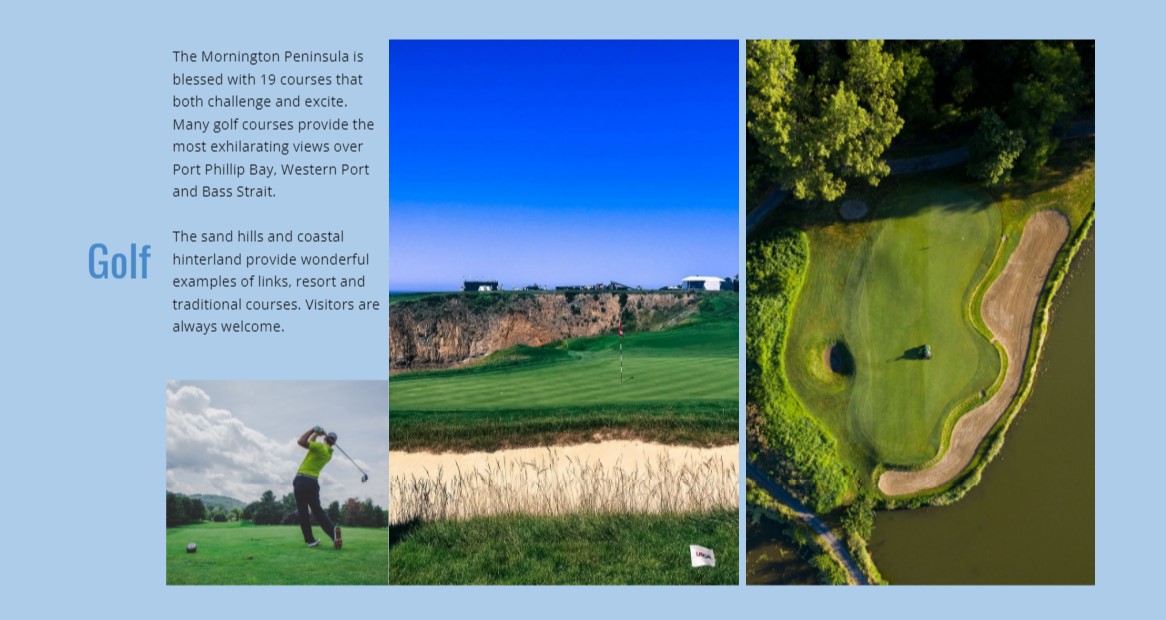 Golf
The Mornington Peninsula is
blessed with 19 courses that
both challenge and excite.
Many golf courses provide the
most exhilarating views over
Port Phillip Bay, Western Port
and Bass Strait.
The sand hills and coastal
hinterland provide wonderful
examples of links, resort and
traditional courses. Visitors are
always welcome.
USGA